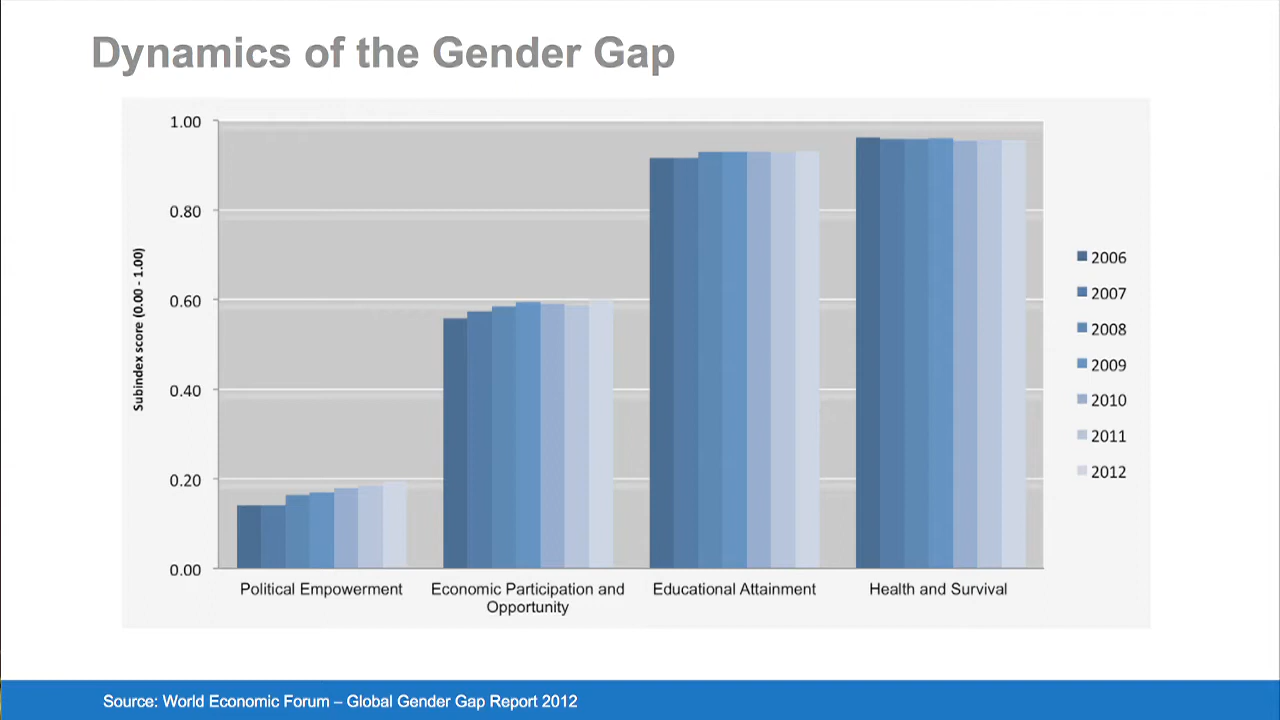 Dynamics of the Gender Gap
1.00
0.80
0.60
0.40
0.20
0.00
Subindex score (0.00 - 1.00)
Political Empowerment
Economic Participation and
Opportunity
Educational Attainment
Health and Survival
2006
2007
2008
2009
2010
2011
2012
Source: World Economic Forum – Global Gender Gap Report 2012